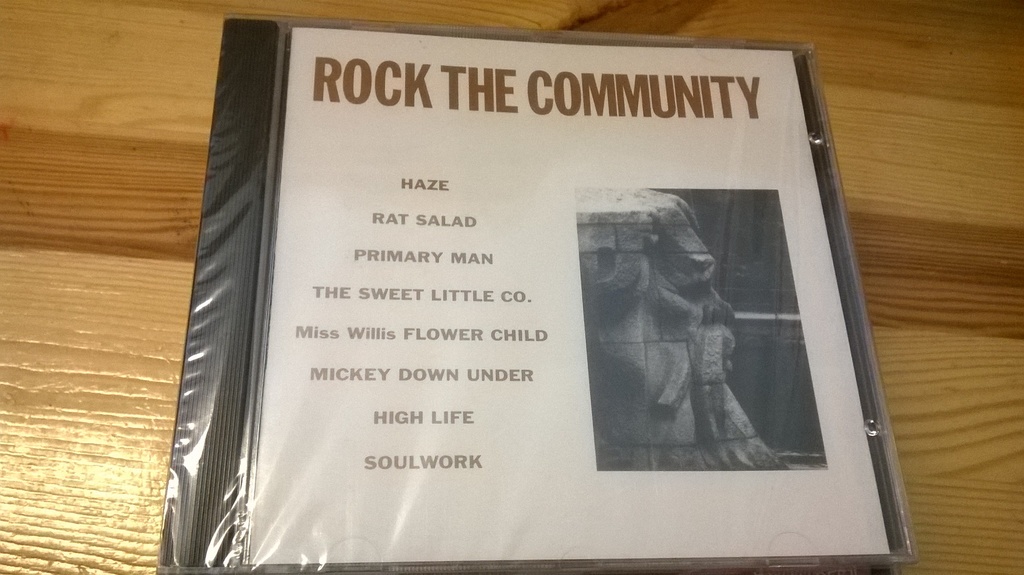 ROCK THE COMMUNITY
HAZE
RAT SALAD
PRIMARY MAN
THE SWEET LITTLE CO.
Miss Willis FLOWER CHILD
MICKEY DOWN UNDER
HIGH LIFE
SOULWORK